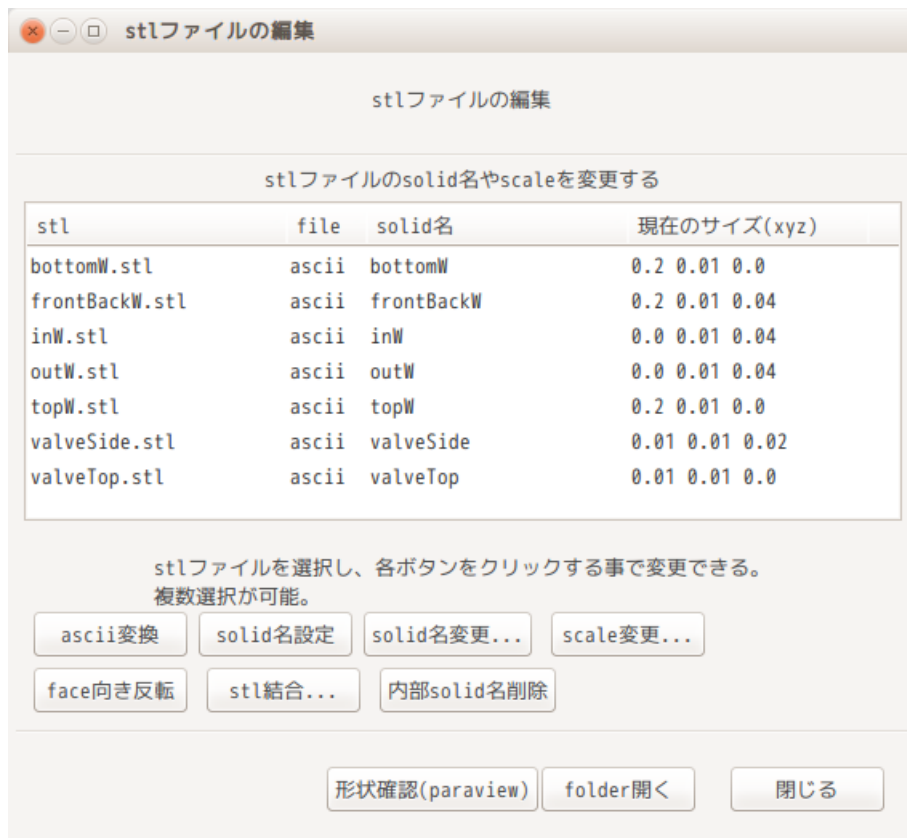 stlファイルの編集
stlファイルの編集
stlファイルのsolid名やscaleを変更する
stl file solid名 現在のサイズ(xyz)
bottomW.stl ascii bottomW 0.2 0.01 0.0
frontBackW.stl ascii frontBackW 0.2 0.01 0.04
inW.stl ascii inW 0.0 0.01 0.04
outW.stl ascii outW 0.0 0.01 0.04
topW.stl ascii topW 0.2 0.01 0.0
valveSide.stl ascii valveSide 0.01 0.01 0.02
valveTop.stl ascii valveTop 0.01 0.01 0.0
stlファイルを選択し、各ボタンをクリックする事で変更できる。
複数選択が可能。
ascii変換 solid名設定 solid名変更... scale変更...
face向き反転 stl結合... 内部solid名削除
形状確認(paraview) folder開く 閉じる